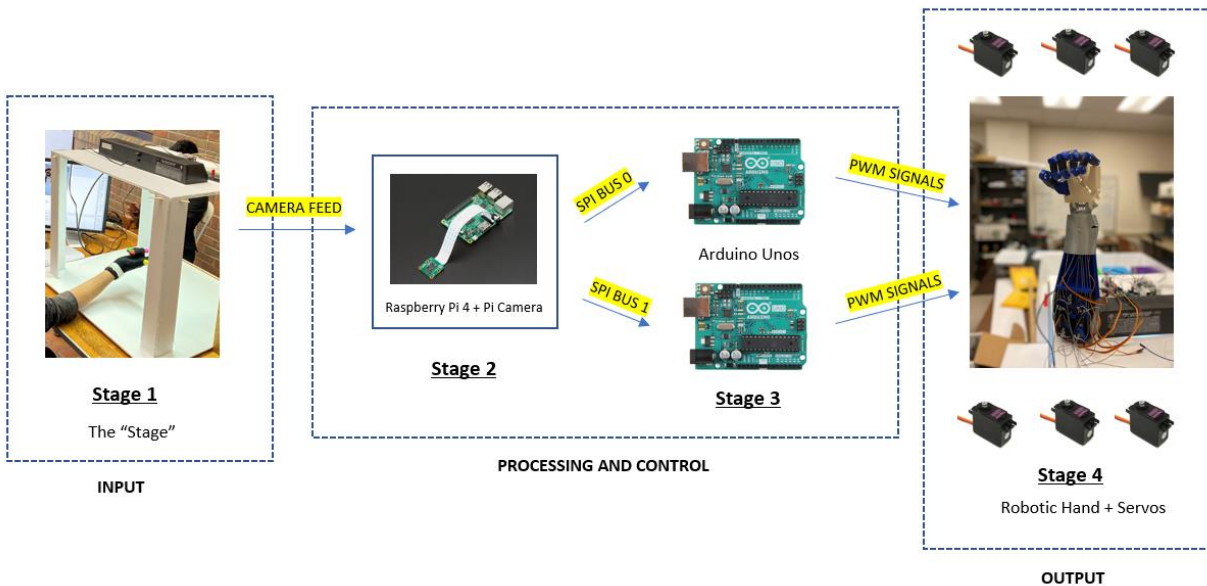 CAMERA FEED
Stage 1
The “Stage”
INPUT
Raspberry Pi 4 + Pi Camera
Stage 2
SPI BUS 0
SPI BUS 1
Arduino Unos
Stage 3
PROCESSING AND CONTROL
PWM SIGNALS
PWM SIGNALS
Stage 4
Robotic Hand + Servos
OUTPUT